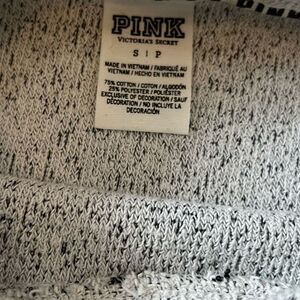 PINK
VICTORIA'S SECRET
S | P
MADE IN VIETNAM / FABRIQUÉ AU
VIETNAM / HECHO EN VIETNAM
75% COTTON / COTON / ALGODÓN
25% POLYESTER / POLIÉSTER
EXCLUSIVE OF DECORATION / SAUF
DÉCORATION / NO INCLUYE LA
DECORACIÓN